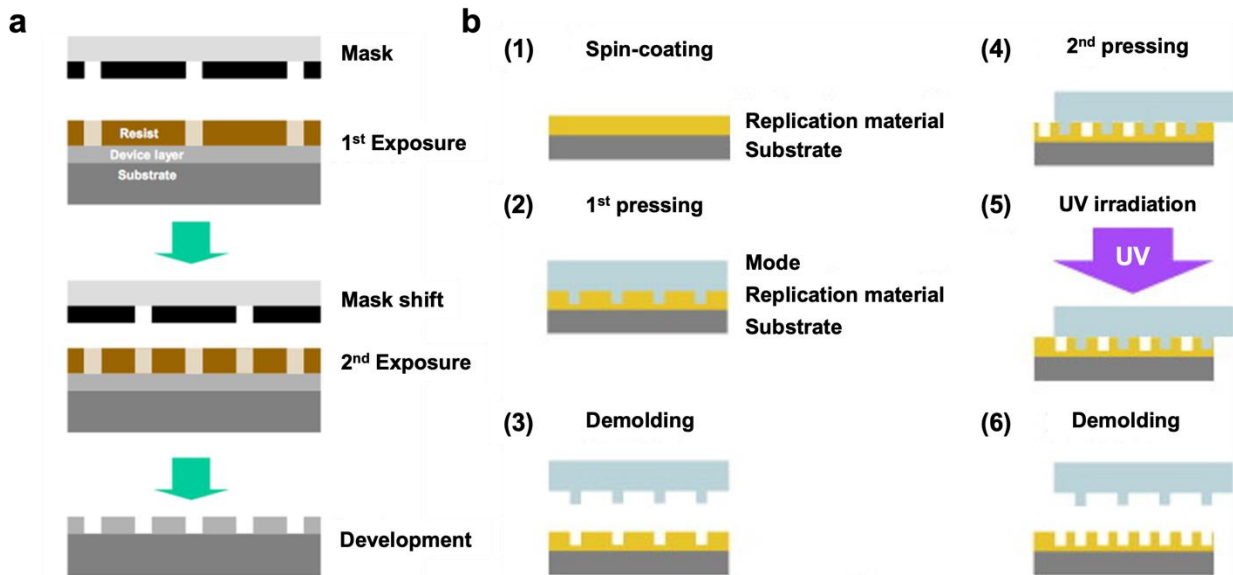 a
Mask
Resist
1st Exposure
Device layer
Substrate
Mask shift
2nd Exposure
Development
b
(1)
Spin-coating
Replication material
Substrate
(2)
1st pressing
Mode
Replication material
Substrate
(3)
Demolding
(4)
2nd pressing
(5)
UV irradiation
UV
(6)
Demolding